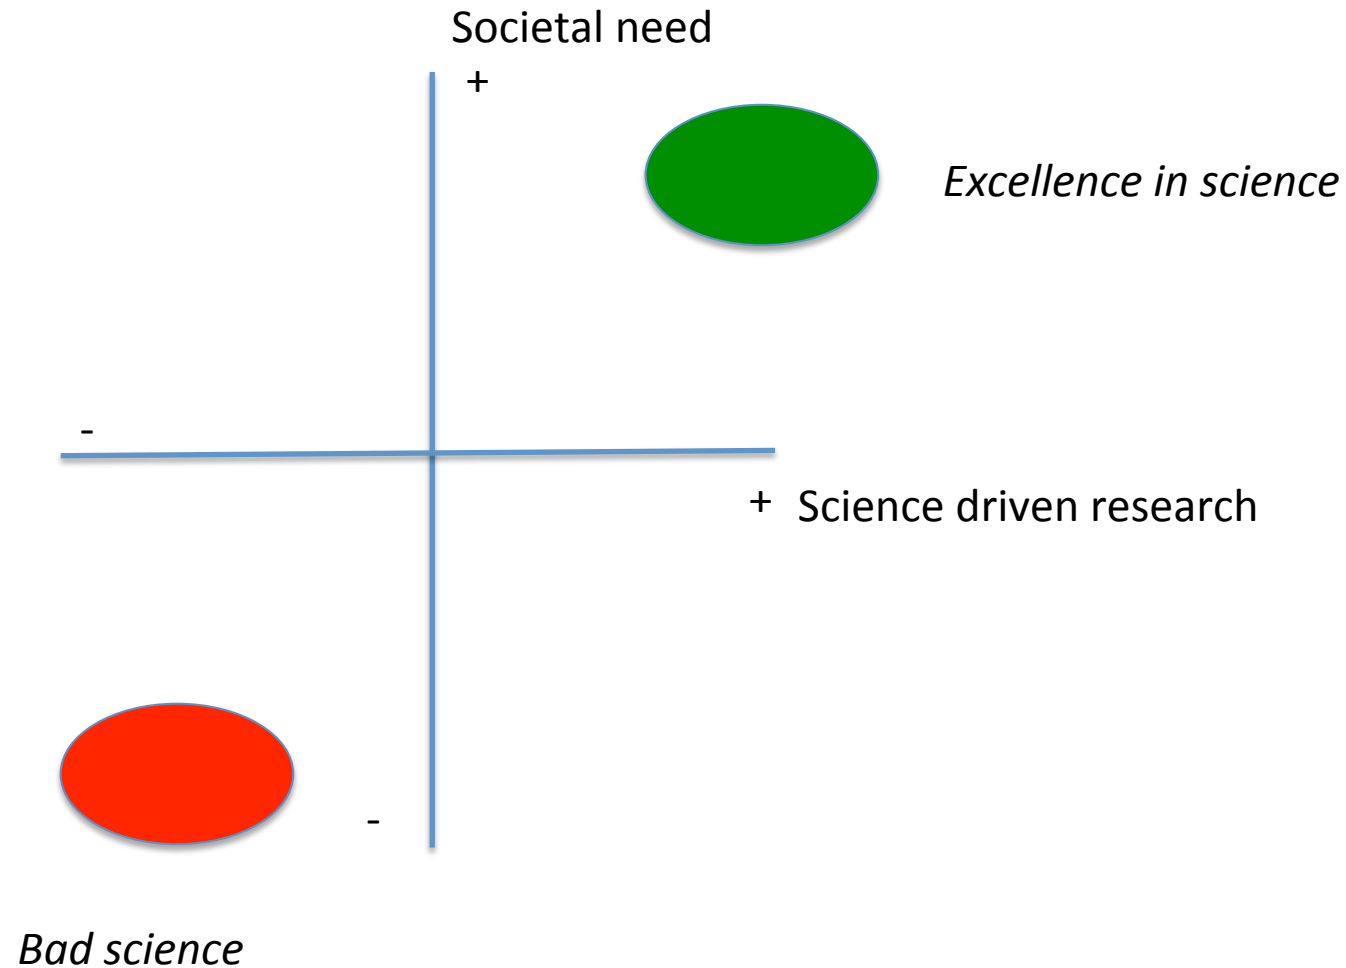 Societal need
+
Excellence in science
-
+ Science driven research
-
Bad science